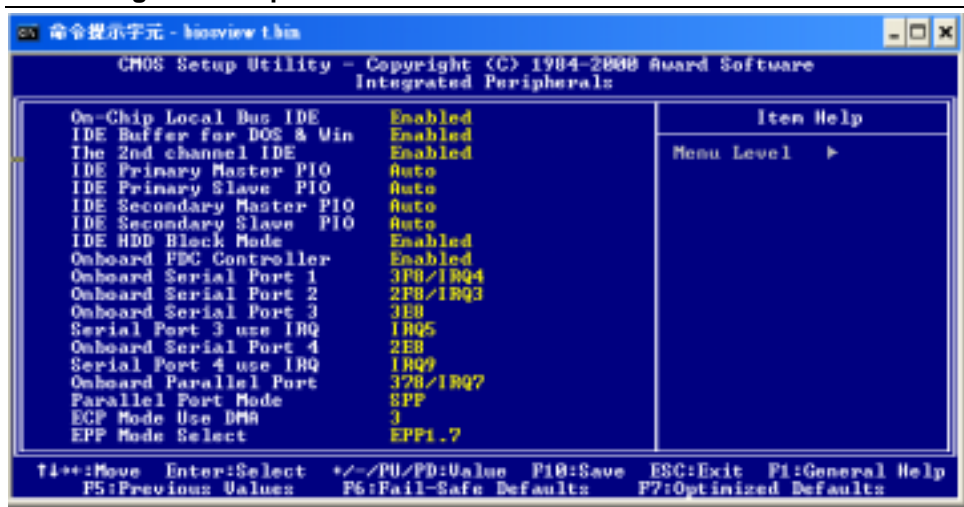 命令提示字元 - biosview t.bin
CMOS Setup Utility - Copyright (C) 1984-2000 Award Software
Integrated Peripherals
On-Chip Local Bus IDE Enabled
IDE Buffer for DOS & Win Enabled
The 2nd channel IDE Enabled
IDE Primary Master PIO Auto
IDE Primary Slave PIO Auto
IDE Secondary Master PIO Auto
IDE Secondary Slave PIO Auto
IDE HDD Block Mode Enabled
Onboard FDC Controller Enabled
Onboard Serial Port 1 3F8/IRQ4
Onboard Serial Port 2 2F8/IRQ3
Onboard Serial Port 3 3E8
Serial Port 3 use IRQ IRQ5
Onboard Serial Port 4 2E8
Serial Port 4 use IRQ IRQ9
Onboard Parallel Port 378/IRQ7
Parallel Port Mode SPP
ECP Mode Use DMA 3
EPP Mode Select EPP1.7
Item Help
Menu Level ►
↑↓→←:Move Enter:Select +/-/PU/PD:Value F10:Save ESC:Exit F1:General Help
F5:Previous Values F6:Fail-Safe Defaults F7:Optimized Defaults